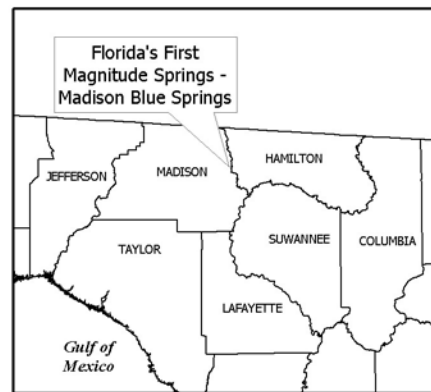 Florida's First
Magnitude Springs -
Madison Blue Springs
HAMILTON
JEFFERSON
MADISON
TAYLOR
SUWANNEE
COLUMBIA
LAFAYETTE
Gulf of
Mexico